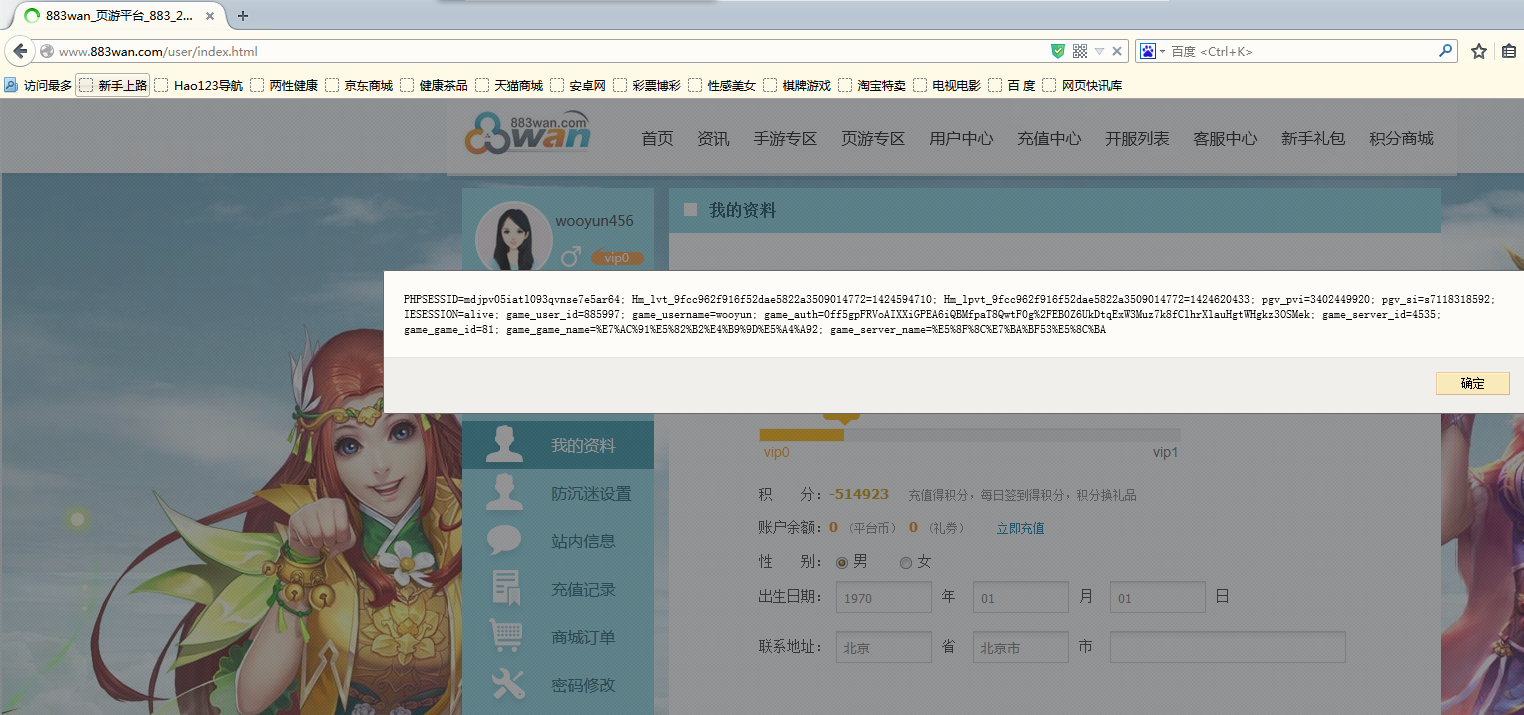 883wan_页游平台_883_2...
www.883wan.com/user/index.html
百度 <Ctrl+K>
访问最多 新手上路 Hao123导航 两性健康 京东商城 健康茶品 天猫商城 安卓网 彩票博彩 性感美女 棋牌游戏 淘宝特卖 电视电影 百 度 网页快讯库
883wan.com
83wan
首页 资讯 手游专区 页游专区 用户中心 充值中心 开服列表 客服中心 新手礼包 积分商城
wooyun456
vip0
我的资料
PHPSESSID=mdjpv05iatl093qvnse7e5ar64; Hm_lvt_9fcc962f916f52dae5822a3509014772=1424594710; Hm_lpvt_9fcc962f916f52dae5822a3509014772=1424620433; pgv_pvi=3402449920; pgv_si=s7118318592;
IESESSION=alive; game_user_id=885997; game_username=wooyun; game_auth=0ff5gpFRVoAIXXiGPEA6iQBMfpaT8QwtF0g%2FEB0Z6UkDtqExW3Muz7k8fClhrXlauHgtWHgkz3OSMek; game_server_id=4535;
game_game_id=81; game_game_name=%E7%AC%91%E5%82%B2%E4%B9%9D%E5%A4%A92; game_server_name=%E5%8F%8C%E7%BA%BF53%E5%8C%BA
确定
我的资料
防沉迷设置
站内信息
充值记录
商城订单
密码修改
vip0 vip1
积 分: -514923 充值得积分，每日签到得积分，积分换礼品
账户余额: 0 （平台币） 0 （礼券） 立即充值
性 别: 男 女
出生日期: 1970 年 01 月 01 日
联系地址: 北京 省 北京市 市